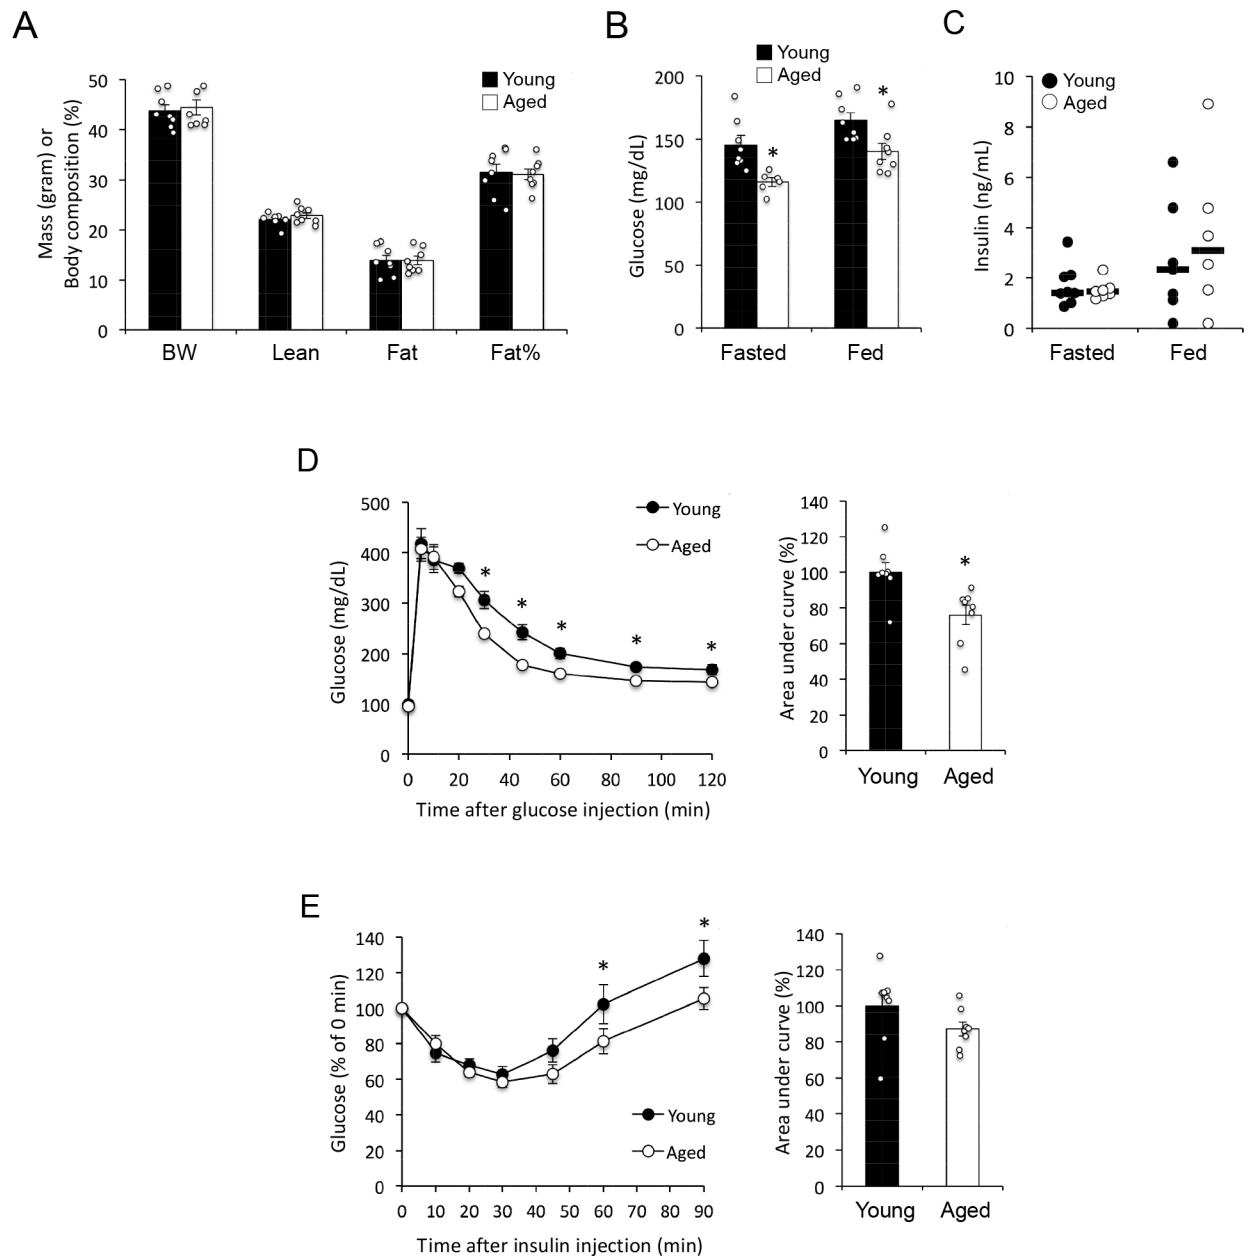 A
Mass (gram) or
Body composition (%)
50
40
30
20
10
0
Young
Aged
BW Lean Fat Fat%
B
Glucose (mg/dL)
200
150
100
50
0
Young
Aged
*
*
Fasted Fed
C
Insulin (ng/mL)
10
8
6
4
2
0
Young
Aged
Fasted Fed
D
Glucose (mg/dL)
500
400
300
200
100
0
Young
Aged
* * * * *
0 20 40 60 80 100 120
Time after glucose injection (min)
Area under curve (%)
140
120
100
80
60
40
20
0
*
Young Aged
E
Glucose (% of 0 min)
140
120
100
80
60
40
20
0
* *
Young
Aged
0 10 20 30 40 50 60 70 80 90
Time after insulin injection (min)
Area under curve (%)
140
120
100
80
60
40
20
0
Young Aged